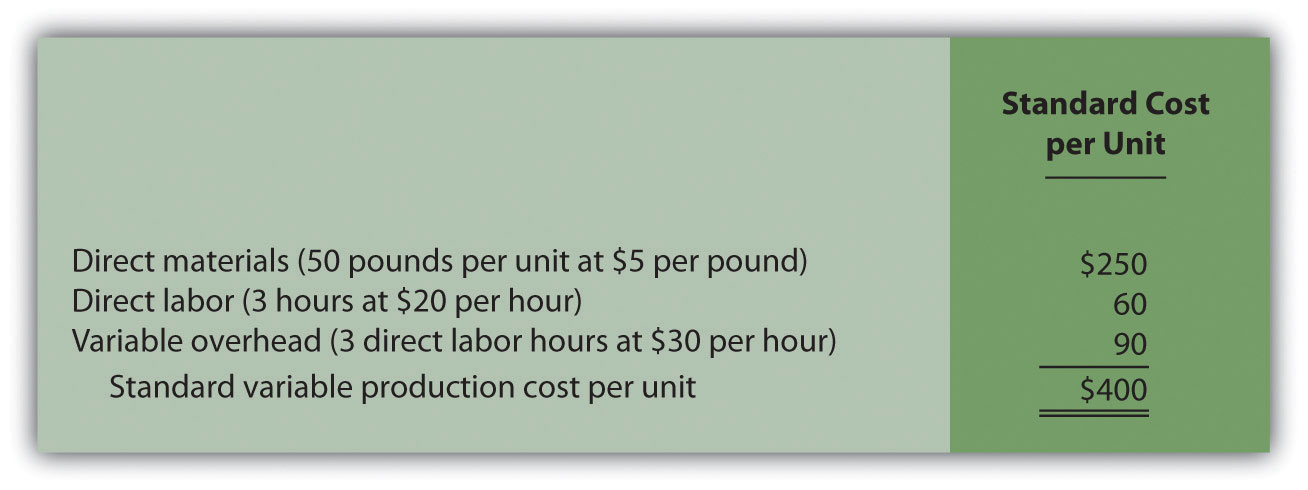 Standard Cost
per Unit
Direct materials (50 pounds per unit at $5 per pound) $250
Direct labor (3 hours at $20 per hour) 60
Variable overhead (3 direct labor hours at $30 per hour) 90
Standard variable production cost per unit $400